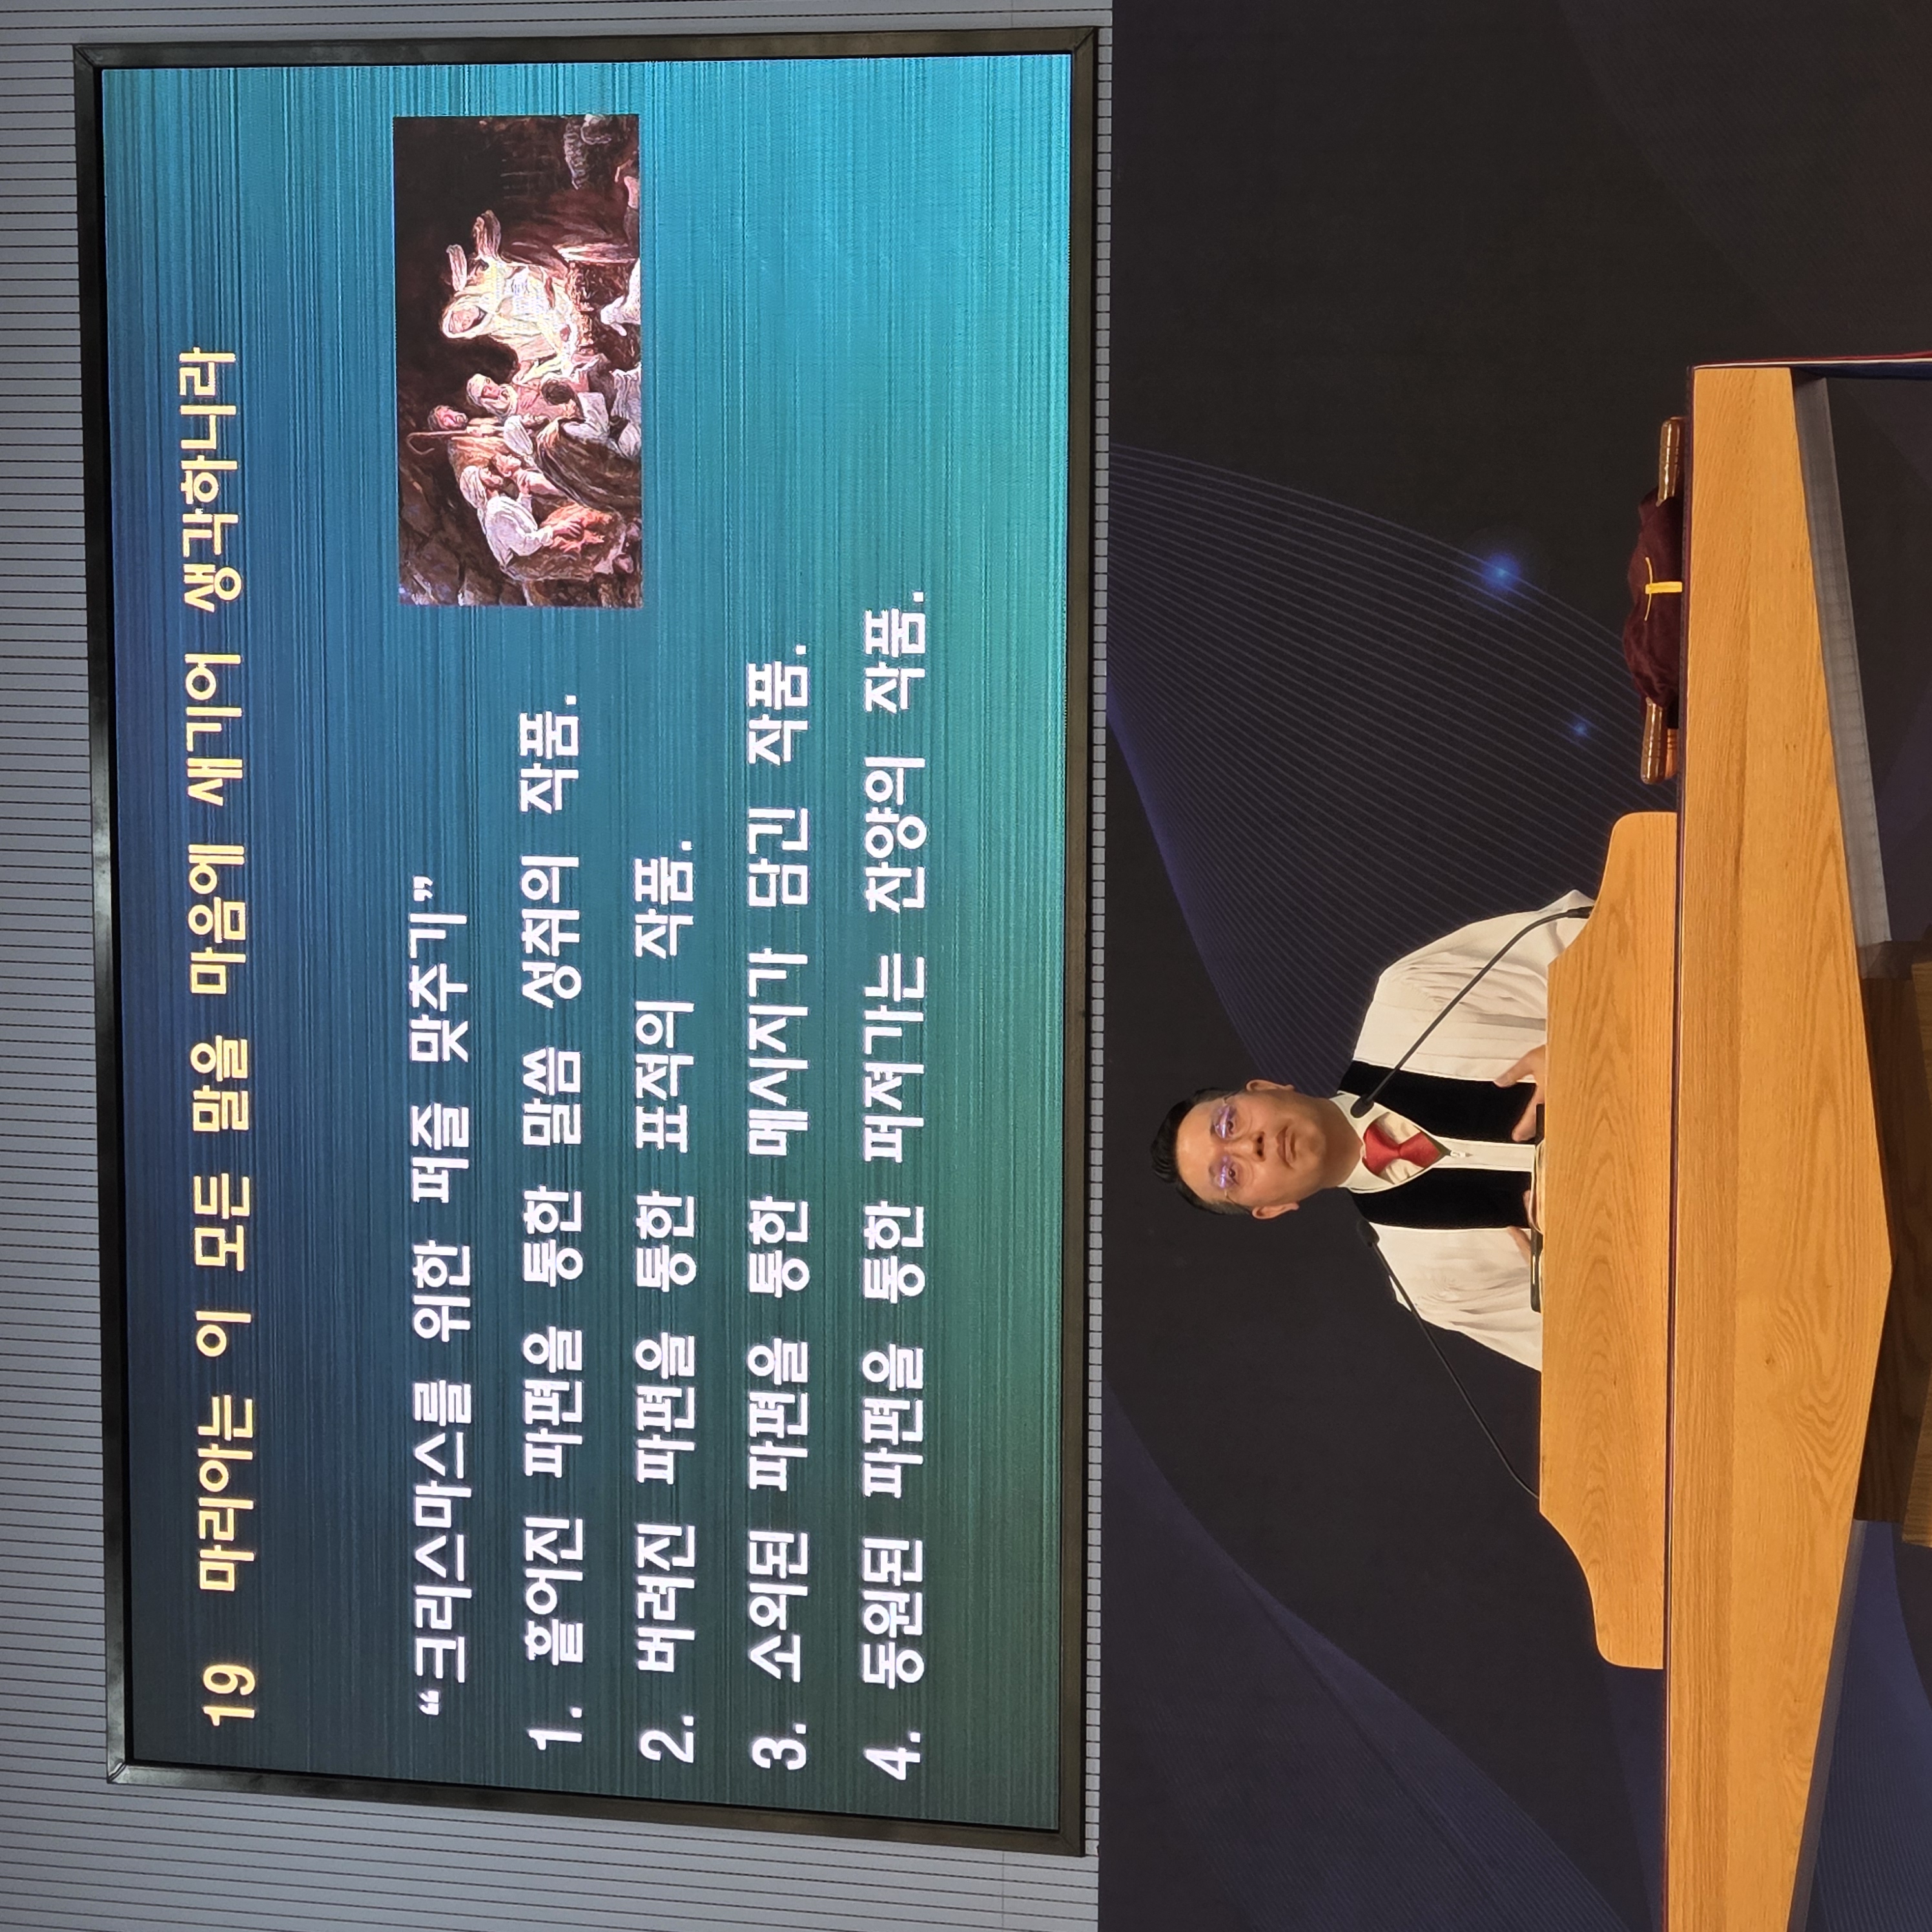 19 마리아는 이 모든 말을 마음에 새기어 생각하니라
“크리스마스를 위한 퍼즐 맞추기”
1. 흩어진 파편을 통한 말씀 성취의 작품.
2. 버려진 파편을 통한 표적의 작품.
3. 소외된 파편을 통한 메시지가 담긴 작품.
4. 동원된 파편을 통한 퍼져가는 찬양의 작품.